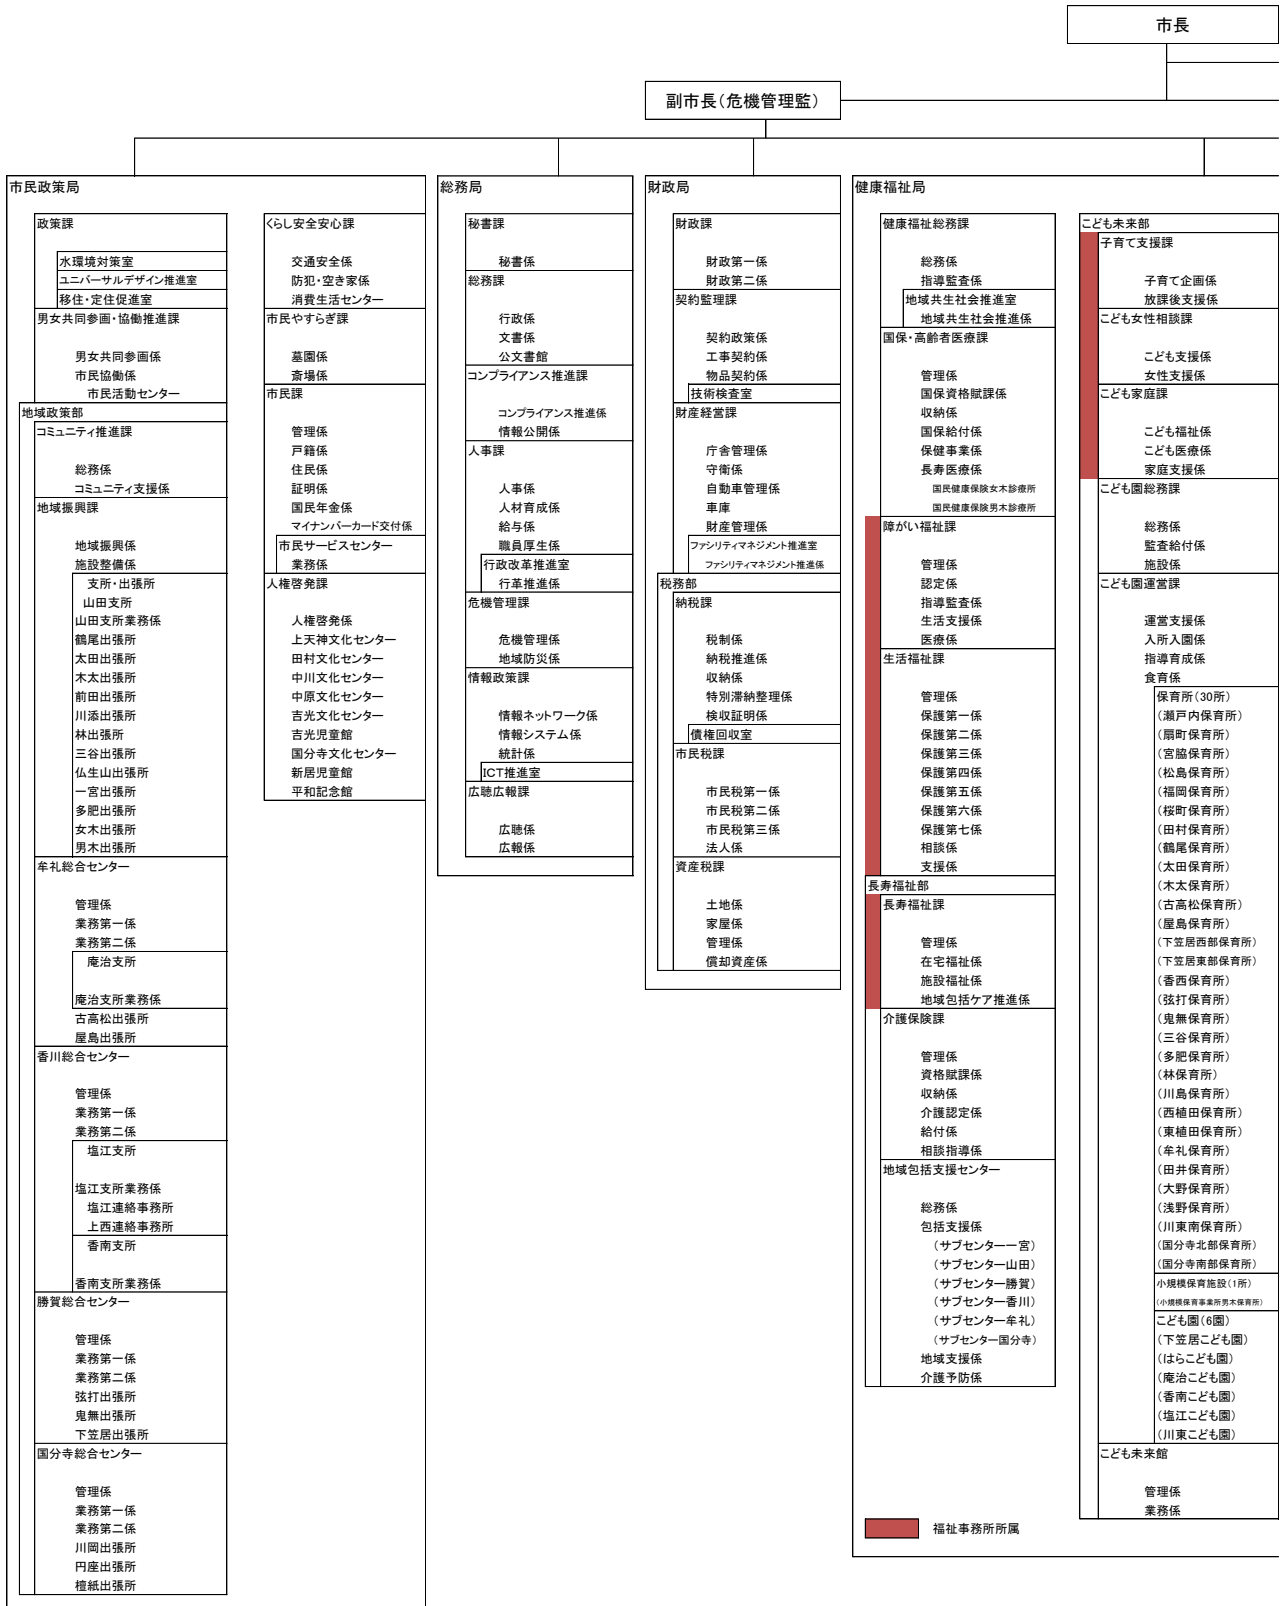 市長
副市長(危機管理監)
市民政策局
政策課
水環境対策室
ユニバーサルデザイン推進室
移住・定住促進室
男女共同参画・協働推進課
男女共同参画係
市民協働係
市民活動センター
地域政策部
コミュニティ推進課
総務係
コミュニティ支援係
地域振興課
地域振興係
施設整備係
支所・出張所
山田支所
山田支所業務係
鶴尾出張所
太田出張所
木太出張所
前田出張所
川添出張所
林出張所
三谷出張所
仏生山出張所
一宮出張所
多肥出張所
女木出張所
男木出張所
牟礼総合センター
管理係
業務第一係
業務第二係
庵治支所
庵治支所業務係
古高松出張所
屋島出張所
香川総合センター
管理係
業務第一係
業務第二係
塩江支所
塩江支所業務係
塩江連絡事務所
上西連絡事務所
香南支所
香南支所業務係
勝賀総合センター
管理係
業務第一係
業務第二係
弦打出張所
鬼無出張所
下笠居出張所
国分寺総合センター
管理係
業務第一係
業務第二係
川岡出張所
円座出張所
檀紙出張所
くらし安全安心課
交通安全係
防犯・空き家係
消費生活センター
市民やすらぎ課
墓園係
斎場係
市民課
管理係
戸籍係
住民係
証明係
国民年金係
マイナンバーカード交付係
市民サービスセンター
業務係
人権啓発課
人権啓発係
上天神文化センター
田村文化センター
中川文化センター
中原文化センター
吉光文化センター
吉光児童館
国分寺文化センター
新居児童館
平和記念館
総務局
秘書課
秘書係
総務課
行政係
文書係
公文書館
コンプライアンス推進課
コンプライアンス推進係
情報公開係
人事課
人事係
人材育成係
給与係
職員厚生係
行政改革推進室
行革推進係
危機管理課
危機管理係
地域防災係
情報政策課
情報ネットワーク係
情報システム係
統計係
ICT推進室
広聴広報課
広聴係
広報係
財政局
財政課
財政第一係
財政第二係
契約監理課
契約政策係
工事契約係
物品契約係
技術検査室
財産経営課
庁舎管理係
守衛係
自動車管理係
車庫
財産管理係
ファシリティマネジメント推進室
ファシリティマネジメント推進係
税務部
納税課
税制係
納税推進係
収納係
特別滞納整理係
検収証明係
債権回収室
市民税課
市民税第一係
市民税第二係
市民税第三係
法人係
資産税課
土地係
家屋係
管理係
償却資産係
健康福祉局
健康福祉総務課
総務係
指導監査係
地域共生社会推進室
地域共生社会推進係
国保・高齢者医療課
管理係
国保資格賦課係
収納係
国保給付係
保健事業係
長寿医療係
国民健康保険女木診療所
国民健康保険男木診療所
障がい福祉課
管理係
認定係
指導監査係
生活支援係
医療係
生活福祉課
管理係
保護第一係
保護第二係
保護第三係
保護第四係
保護第五係
保護第六係
保護第七係
相談係
支援係
長寿福祉部
長寿福祉課
管理係
在宅福祉係
施設福祉係
地域包括ケア推進係
介護保険課
管理係
資格賦課係
収納係
介護認定係
給付係
相談指導係
地域包括支援センター
総務係
包括支援係
(サブセンター一宮)
(サブセンター山田)
(サブセンター勝賀)
(サブセンター香川)
(サブセンター牟礼)
(サブセンター国分寺)
地域支援係
介護予防係
福祉事務所所属
こども未来部
子育て支援課
子育て企画係
放課後支援係
こども女性相談課
こども支援係
女性支援係
こども家庭課
こども福祉係
こども医療係
家庭支援係
こども園総務課
総務係
監査給付係
施設係
こども園運営課
運営支援係
入所入園係
指導育成係
食育係
保育所(30所)
(瀬戸内保育所)
(扇町保育所)
(宮脇保育所)
(松島保育所)
(福岡保育所)
(桜町保育所)
(田村保育所)
(鶴尾保育所)
(太田保育所)
(木太保育所)
(古高松保育所)
(屋島保育所)
(下笠居西部保育所)
(下笠居東部保育所)
(香西保育所)
(弦打保育所)
(鬼無保育所)
(三谷保育所)
(多肥保育所)
(林保育所)
(川島保育所)
(西植田保育所)
(東植田保育所)
(牟礼保育所)
(田井保育所)
(大野保育所)
(浅野保育所)
(川東南保育所)
(国分寺北部保育所)
(国分寺南部保育所)
小規模保育施設(1所)
(小規模保育事業所男木保育所)
こども園(6園)
(下笠居こども園)
(はらこども園)
(庵治こども園)
(香南こども園)
(塩江こども園)
(川東こども園)
こども未来館
管理係
業務係